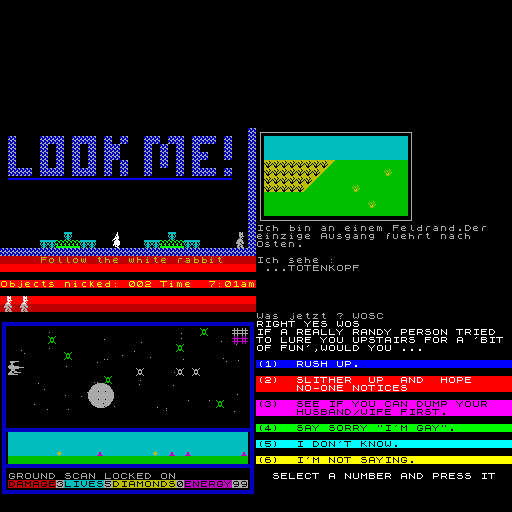 LOOK ME!
Follow the white rabbit
Objects nicked: 002 Time  7:01am
Ich bin an einem Feldrand.Der
einzige Ausgang fuehrt nach
Osten.
Ich sehe :
...TOTENKOPF
Was jetzt ? WOSC
GROUND SCAN LOCKED ON
DAMAGE3LIVES5DIAMONDS0ENERGY99
RIGHT YES WOS
IF A REALLY RANDY PERSON TRIED
TO LURE YOU UPSTAIRS FOR A 'BIT
OF FUN',WOULD YOU ...
(1) RUSH UP.
(2) SLITHER UP AND HOPE
NO-ONE NOTICES
(3) SEE IF YOU CAN DUMP YOUR
HUSBAND/WIFE FIRST.
(4) SAY SORRY "I'M GAY".
(5) I DON'T KNOW.
(6) I'M NOT SAYING.
SELECT A NUMBER AND PRESS IT